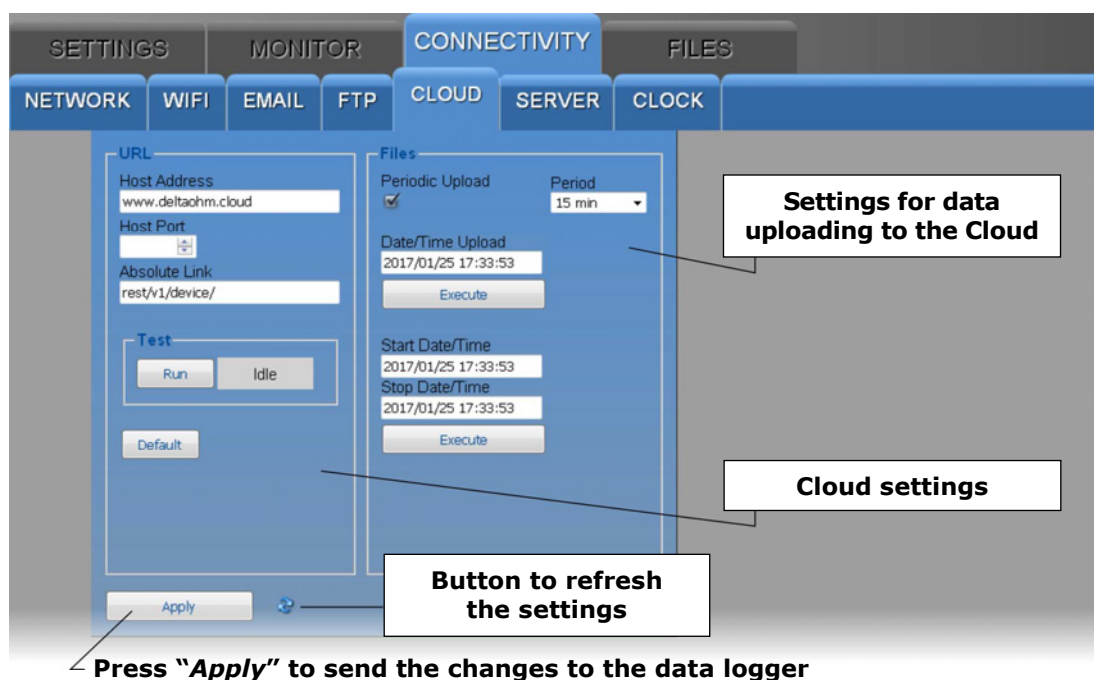 SETTINGS MONITOR CONNECTIVITY FILES
NETWORK WIFI EMAIL FTP CLOUD SERVER CLOCK
URL
Host Address
www.deltaohm.cloud
Host Port
Absolute Link
rest/v1/device/
Test
Run Idle
Default
Files
Periodic Upload Period
15 min
Date/Time Upload
2017/01/25 17:33:53
Execute
Start Date/Time
2017/01/25 17:33:53
Stop Date/Time
2017/01/25 17:33:53
Execute
Settings for data
uploading to the Cloud
Cloud settings
Button to refresh
the settings
Apply
Press “Apply” to send the changes to the data logger